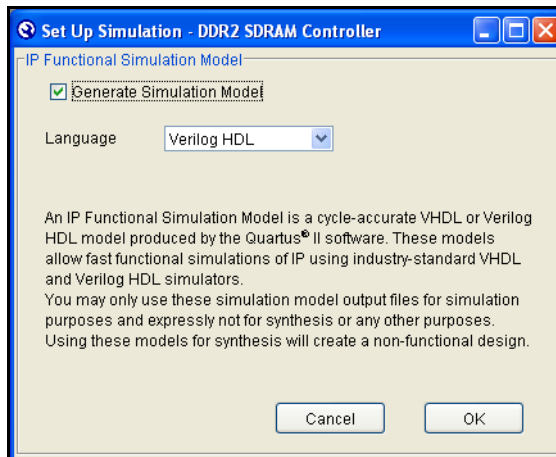 Set Up Simulation - DDR2 SDRAM Controller
IP Functional Simulation Model
Generate Simulation Model
Language Verilog HDL
An IP Functional Simulation Model is a cycle-accurate VHDL or Verilog
HDL model produced by the Quartus® II software. These models
allow fast functional simulations of IP using industry-standard VHDL
and Verilog HDL simulators.
You may only use these simulation model output files for simulation
purposes and expressly not for synthesis or any other purposes.
Using these models for synthesis will create a non-functional design.
Cancel OK